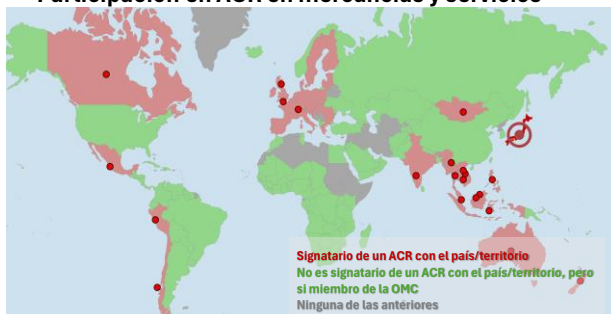 Participación en ACR en mercancías y servicios
Signatario de un ACR con el país/territorio
No es signatario de un ACR con el país/territorio, pero
si miembro de la OMC
Ninguna de las anteriores